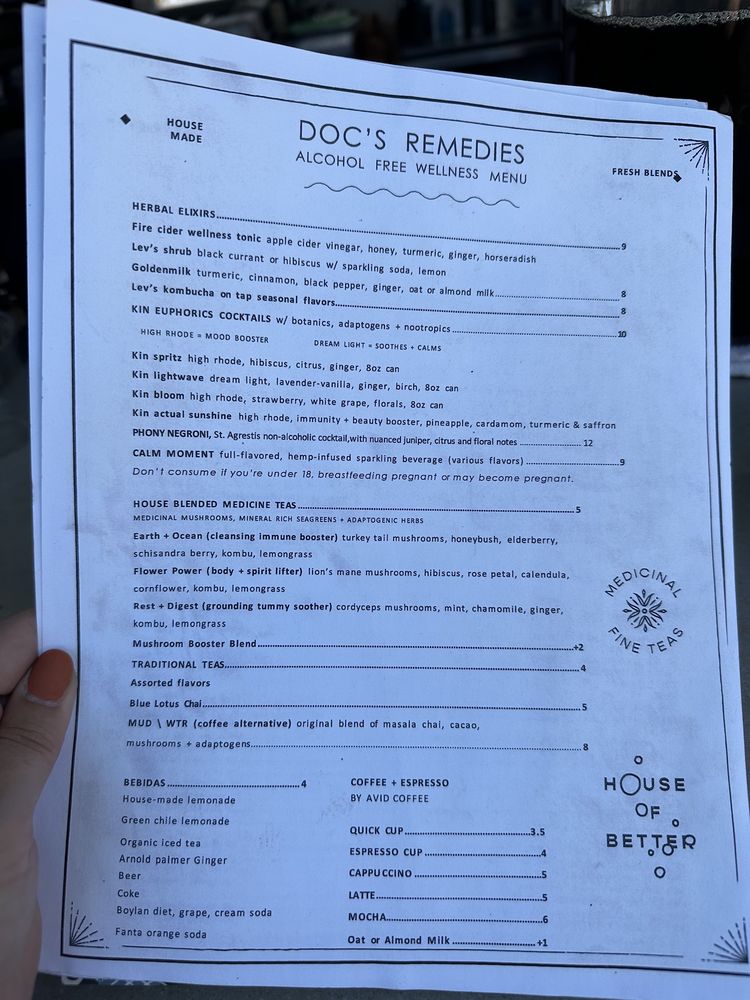 HOUSE MADE
DOC'S REMEDIES
ALCOHOL FREE WELLNESS MENU
FRESH BLENDS
HERBAL ELIXIRS........9
Fire cider wellness tonic apple cider vinegar, honey, turmeric, ginger, horseradish
Lev's shrub black currant or hibiscus w/ sparkling soda, lemon
Goldenmilk turmeric, cinnamon, black pepper, ginger, oat or almond milk........8
Lev's kombucha on tap seasonal flavors........8
KIN EUPHORICS COCKTAILS w/ botanics, adaptogens + nootropics........10
HIGH RHODE = MOOD BOOSTER DREAM LIGHT = SOOTHES + CALMS
Kin spritz high rhode, hibiscus, citrus, ginger, 8oz can
Kin lightwave dream light, lavender-vanilla, ginger, birch, 8oz can
Kin bloom high rhode, strawberry, white grape, florals, 8oz can
Kin actual sunshine high rhode, immunity + beauty booster, pineapple, cardamom, turmeric & saffron
PHONY NEGRONI, St. Agrestis non-alcoholic cocktail,with nuanced juniper, citrus and floral notes ........ 12
CALM MOMENT full-flavored, hemp-infused sparkling beverage (various flavors) ........9
Don't consume if you're under 18, breastfeeding pregnant or may become pregnant.
HOUSE BLENDED MEDICINE TEAS........5
MEDICINAL MUSHROOMS, MINERAL RICH SEAGREENS + ADAPTOGENIC HERBS
Earth + Ocean (cleansing immune booster) turkey tail mushrooms, honeybush, elderberry,
schisandra berry, kombu, lemongrass
Flower Power (body + spirit lifter) lion's mane mushrooms, hibiscus, rose petal, calendula,
cornflower, kombu, lemongrass
Rest + Digest (grounding tummy soother) cordyceps mushrooms, mint, chamomile, ginger,
kombu, lemongrass
MEDICINAL
FINE TEAS
Mushroom Booster Blend........+2
TRADITIONAL TEAS........4
Assorted flavors
Blue Lotus Chai........5
MUD \ WTR (coffee alternative) original blend of masala chai, cacao,
mushrooms + adaptogens........8
BEBIDAS........4
House-made lemonade
Green chile lemonade
Organic iced tea
Arnold palmer Ginger
Beer
Coke
Boylan diet, grape, cream soda
Fanta orange soda
COFFEE + ESPRESSO
BY AVID COFFEE
QUICK CUP........3.5
ESPRESSO CUP ........4
CAPPUCCINO ........5
LATTE........5
MOCHA........6
Oat or Almond Milk ........+1
HOUSE
OF
BETTER